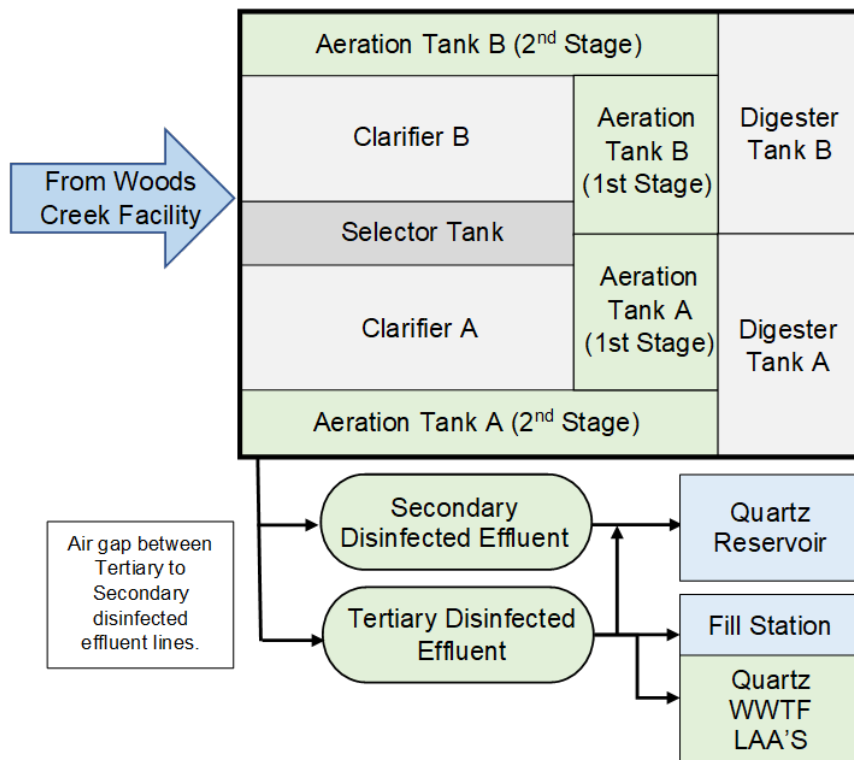 Aeration Tank B (2nd Stage)
Clarifier B
Aeration
Tank B
(1st Stage)
Digester
Tank B
From Woods
Creek Facility
Selector Tank
Clarifier A
Aeration
Tank A
(1st Stage)
Digester
Tank A
Aeration Tank A (2nd Stage)
Air gap between
Tertiary to
Secondary
disinfected
effluent lines.
Secondary
Disinfected Effluent
Quartz
Reservoir
Tertiary Disinfected
Effluent
Fill Station
Quartz
WWTF
LAA'S